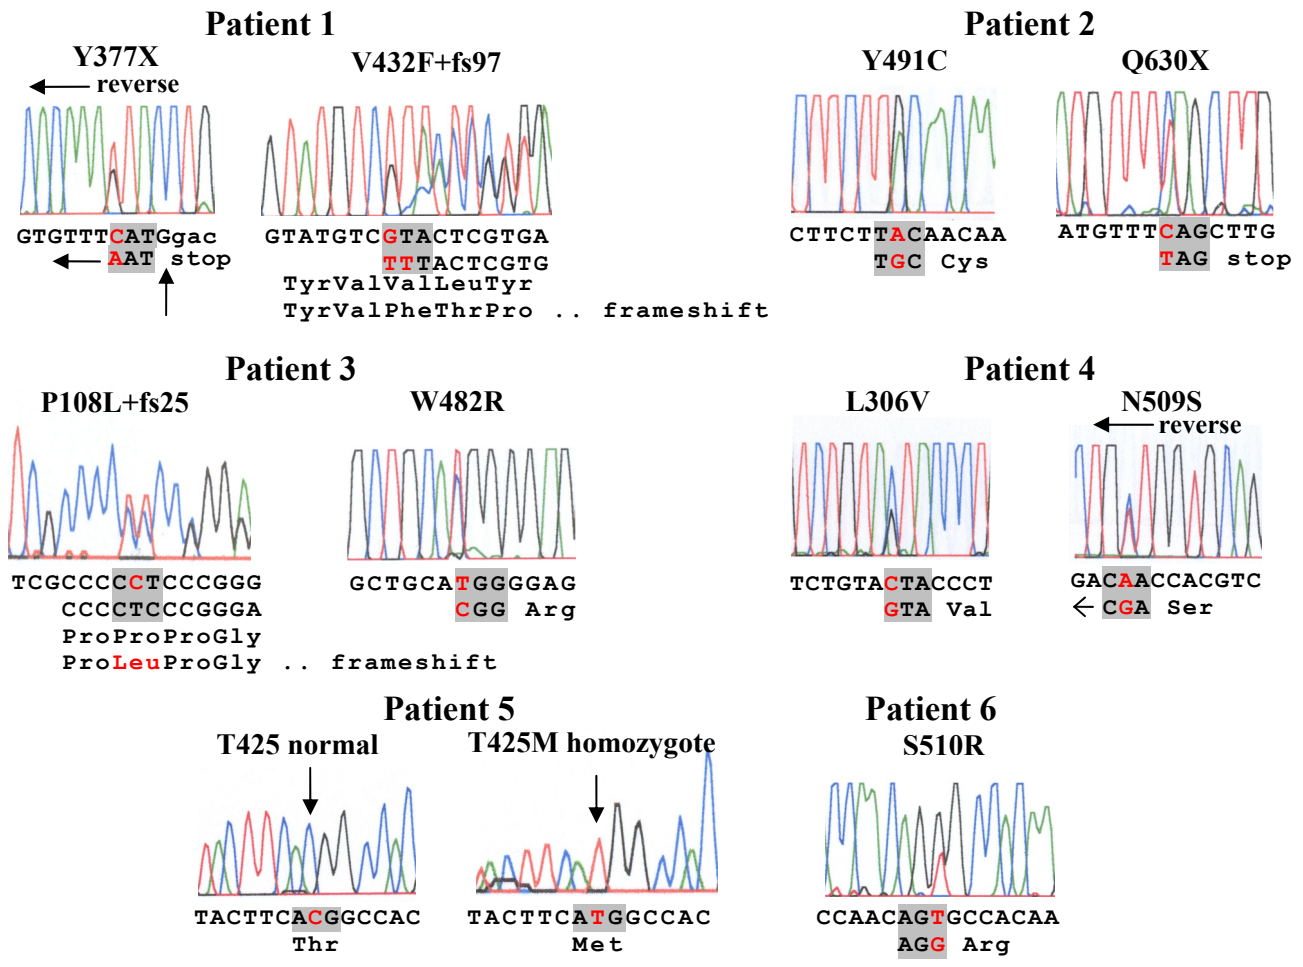 Patient 1
Y377X
reverse
GTGTTTCATGgac
AAT stop
V432F+fs97
GTATGTCGTACTCGTGA
TTTACTCGTG
TyrValValLeuTyr
TyrValPheThrPro .. frameshift
Patient 2
Y491C
CTTCTTACAACAA
TGC Cys
Q630X
ATGTTTCAGCTTG
TAG stop
Patient 3
P108L+fs25
TCGCCCCCTCCCGGG
CCCCTCCCGGGA
ProProProGly
ProLeuProGly .. frameshift
W482R
GCTGCATGGGGAG
CGG Arg
Patient 4
L306V
TCTGTACTACCCT
GTA Val
N509S
reverse
GACAACCACGTC
CGA Ser
Patient 5
T425 normal
TACTTCACGGCCAC
Thr
T425M homozygote
TACTTCATGGCCAC
Met
Patient 6
S510R
CCAACAGTGCCACAA
AGG Arg